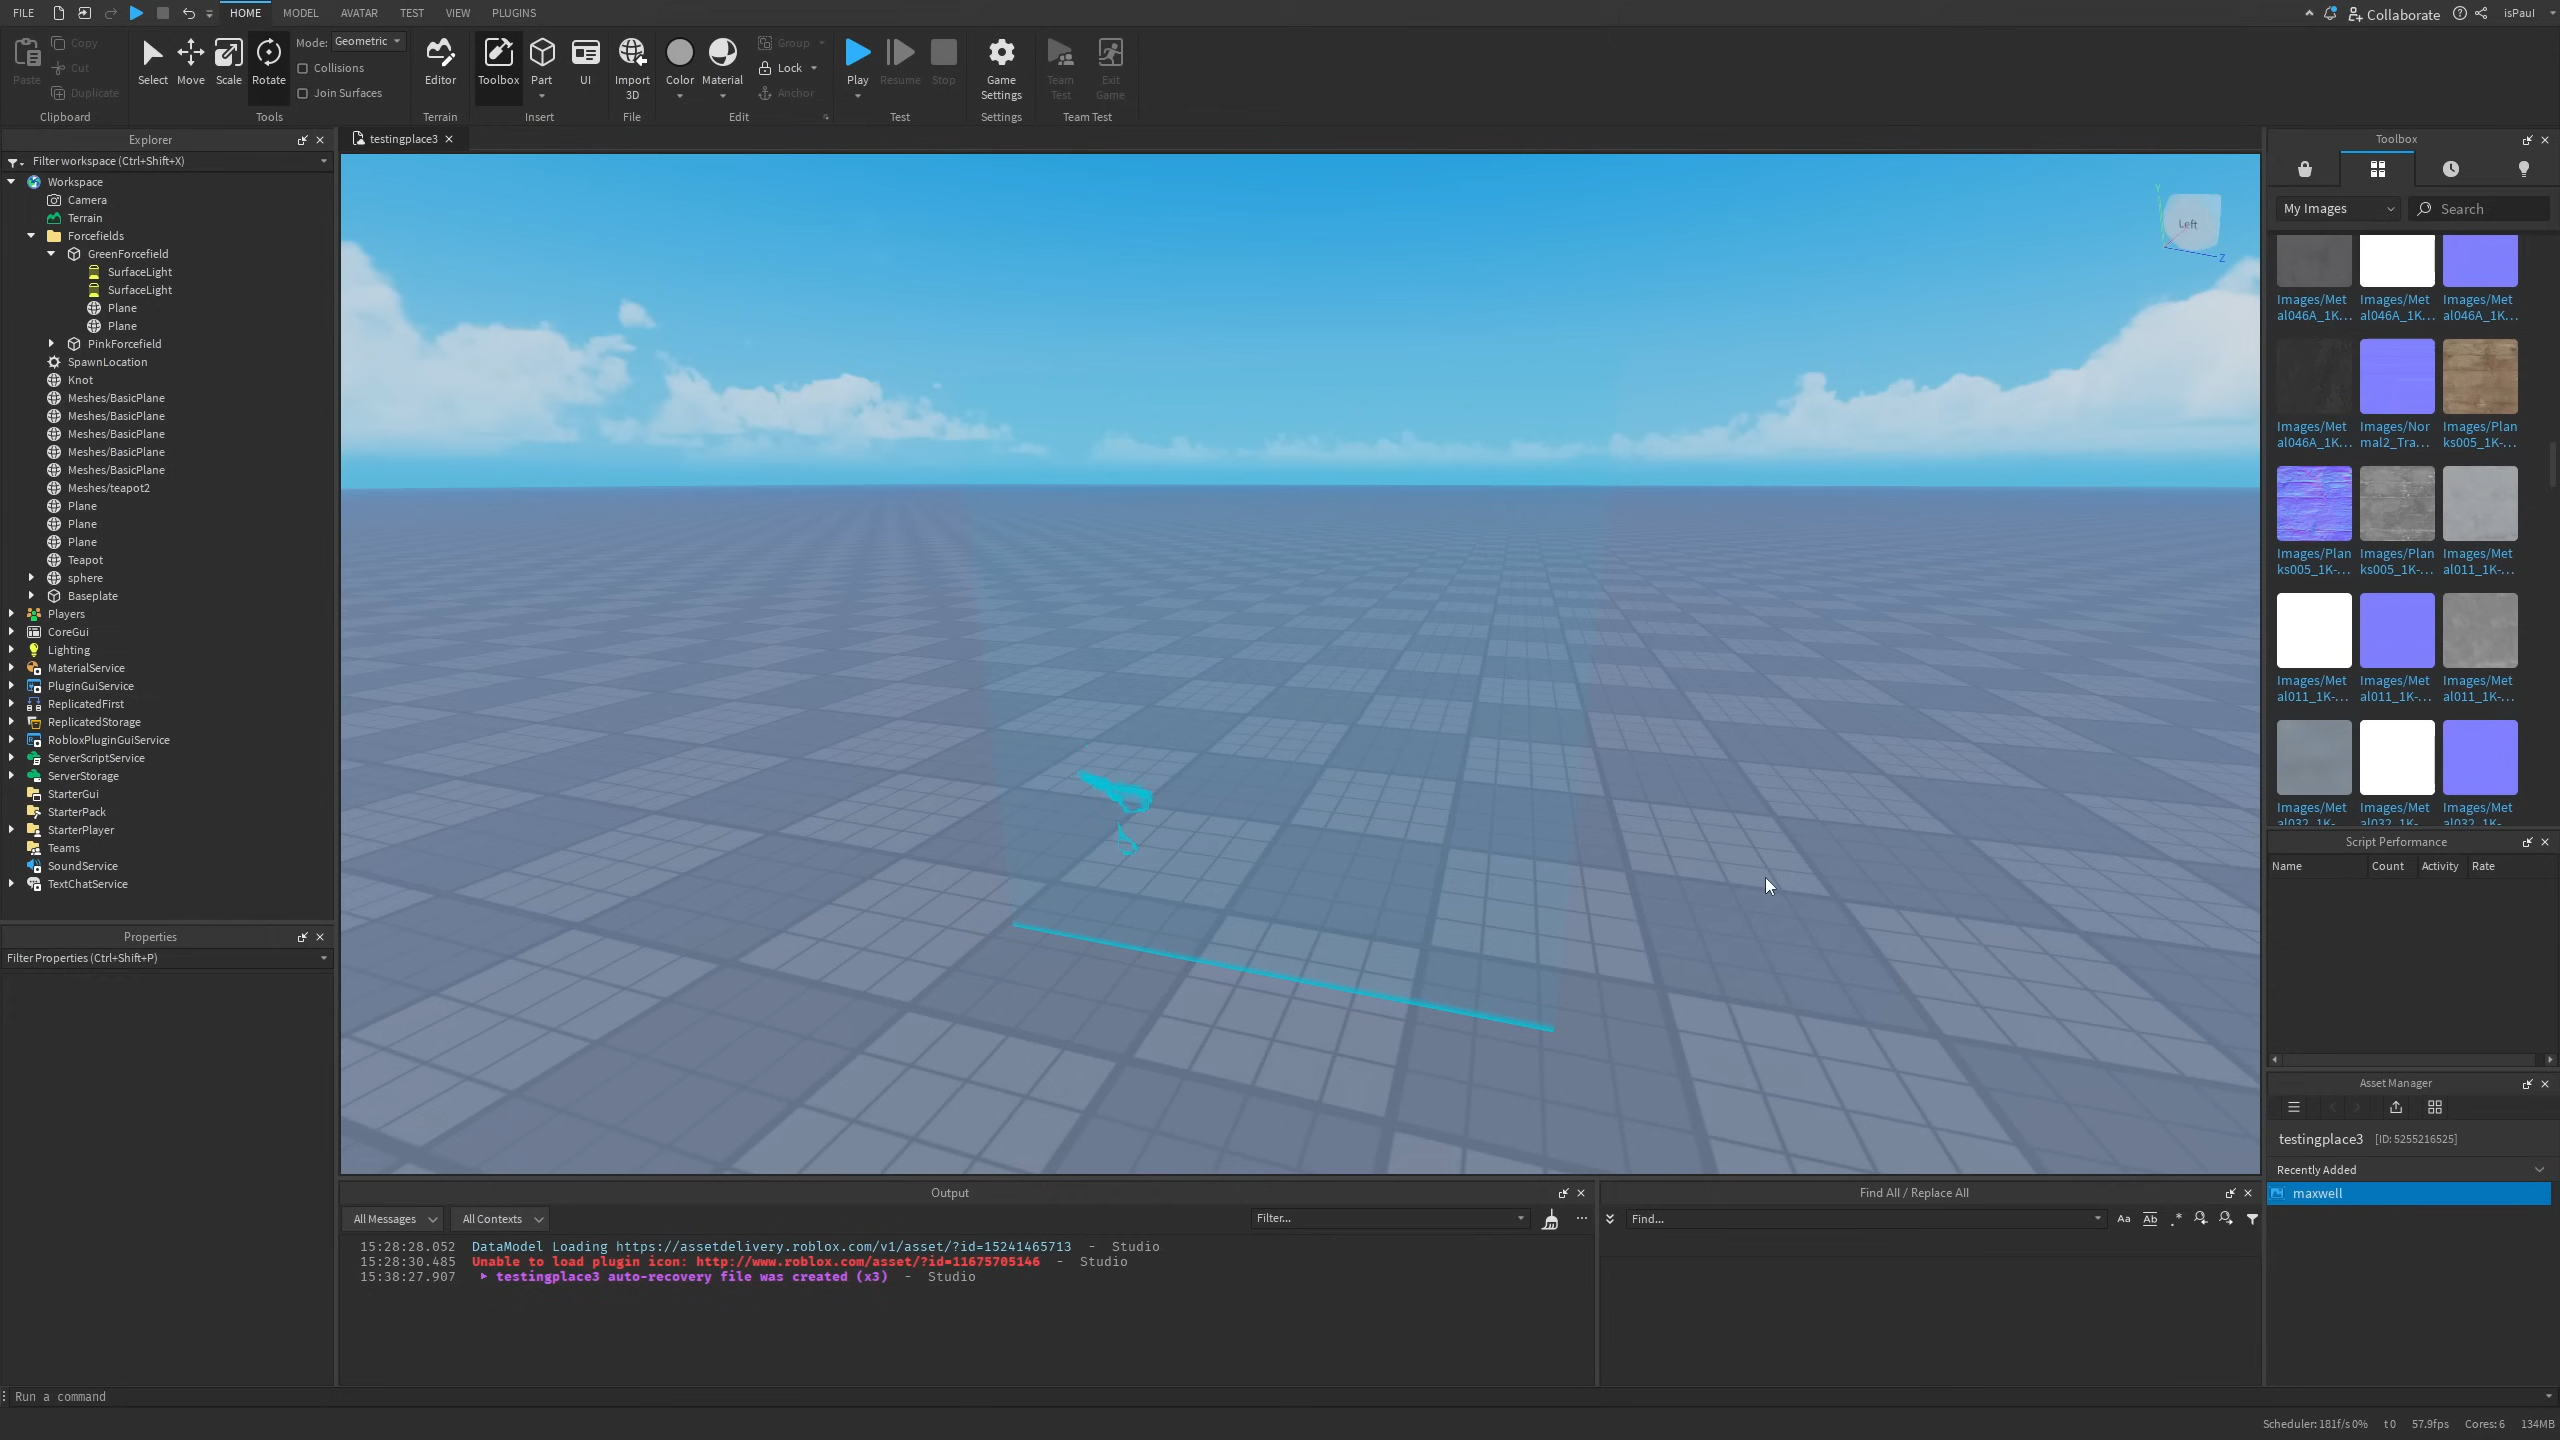 FILE
HOME
MODEL
AVATAR
TEST
VIEW
PLUGINS
Collaborate
isPaul
Paste
Copy
Cut
Duplicate
Clipboard
Select
Move
Scale
Rotate
Mode: Geometric
Collisions
Join Surfaces
Tools
Editor
Terrain
Toolbox
Part
UI
Insert
Import
3D
File
Color
Material
Group
Lock
Anchor
Edit
Play
Resume
Stop
Test
Game
Settings
Settings
Team
Test
Exit
Game
Team Test
Explorer
Filter workspace (Ctrl+Shift+X)
Workspace
Camera
Terrain
Forcefields
GreenForcefield
SurfaceLight
SurfaceLight
Plane
Plane
PinkForcefield
SpawnLocation
Knot
Meshes/BasicPlane
Meshes/BasicPlane
Meshes/BasicPlane
Meshes/BasicPlane
Meshes/BasicPlane
Meshes/teapot2
Plane
Plane
Plane
Teapot
sphere
Baseplate
Players
CoreGui
Lighting
MaterialService
PluginGuiService
ReplicatedFirst
ReplicatedStorage
RobloxPluginGuiService
ServerScriptService
ServerStorage
StarterGui
StarterPack
StarterPlayer
Teams
SoundService
TextChatService
Properties
Filter Properties (Ctrl+Shift+P)
testingplace3
Y
Left
Z
Toolbox
My Images
Search
Images/Met
al046A_1K...
Images/Met
al046A_1K...
Images/Met
al046A_1K...
Images/Met
al046A_1K...
Images/Nor
mal2_Tra...
Images/Plan
ks005_1K-...
Images/Plan
ks005_1K-...
Images/Plan
ks005_1K-...
Images/Met
al011_1K-...
Images/Met
al011_1K-...
Images/Met
al011_1K-...
Images/Met
al011_1K-...
Images/Met
al032_1K-
Images/Met
al032_1K-
Images/Met
al032_1K-
Script Performance
Name Count Activity Rate
Asset Manager
testingplace3 [ID: 5255216525]
Recently Added
maxwell
Output
All Messages
All Contexts
Filter...
15:28:28.052 DataModel Loading https://assetdelivery.roblox.com/v1/asset/?id=15241465713 - Studio
15:28:30.485 Unable to load plugin icon: http://www.roblox.com/asset/?id=11675705146 - Studio
15:38:27.907 testingplace3 auto-recovery file was created (x3) - Studio
Find All / Replace All
Find...
Aa
Ab
.*
Run a command
Scheduler: 181f/s 0% t 0 57.9fps Cores: 6 134MB